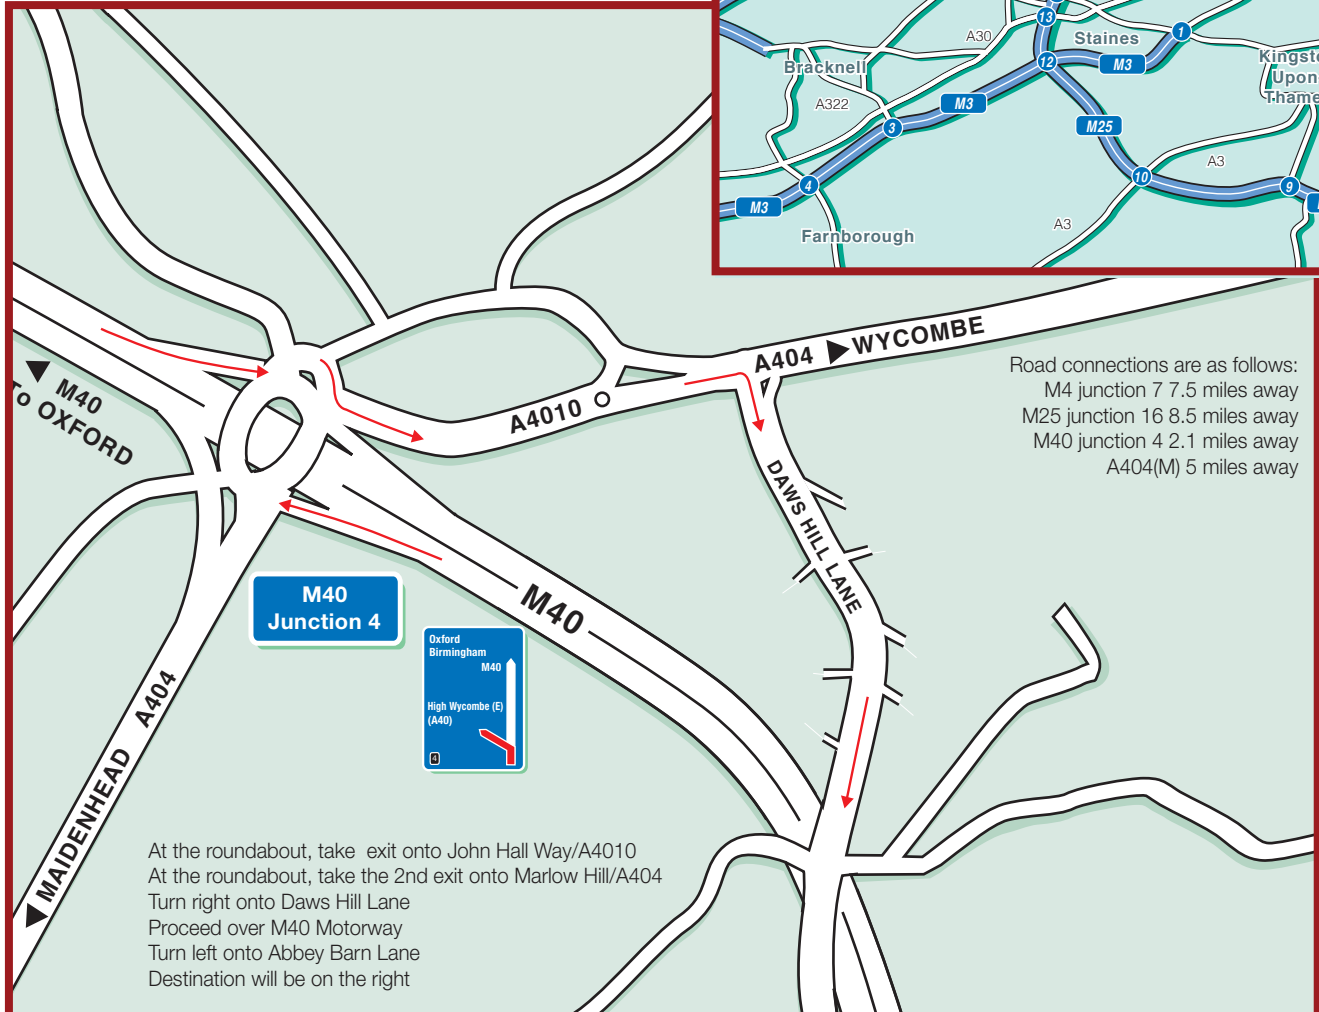 13
A30
Staines
1
Kingst
Upon
Thame
Bracknell
12
M3
A322
M3
3
M25
A3
10
4
9
M3
A3
Farnborough
A404 WYCOMBE
M40
To OXFORD
A4010
Road connections are as follows:
M4 junction 7 7.5 miles away
M25 junction 16 8.5 miles away
M40 junction 4 2.1 miles away
A404(M) 5 miles away
DAWS HILL LANE
M40
Junction 4
M40
Oxford
Birmingham
M40
High Wycombe (E)
(A40)
4
MAIDENHEAD A404
At the roundabout, take  exit onto John Hall Way/A4010
At the roundabout, take the 2nd exit onto Marlow Hill/A404
Turn right onto Daws Hill Lane
Proceed over M40 Motorway
Turn left onto Abbey Barn Lane
Destination will be on the right